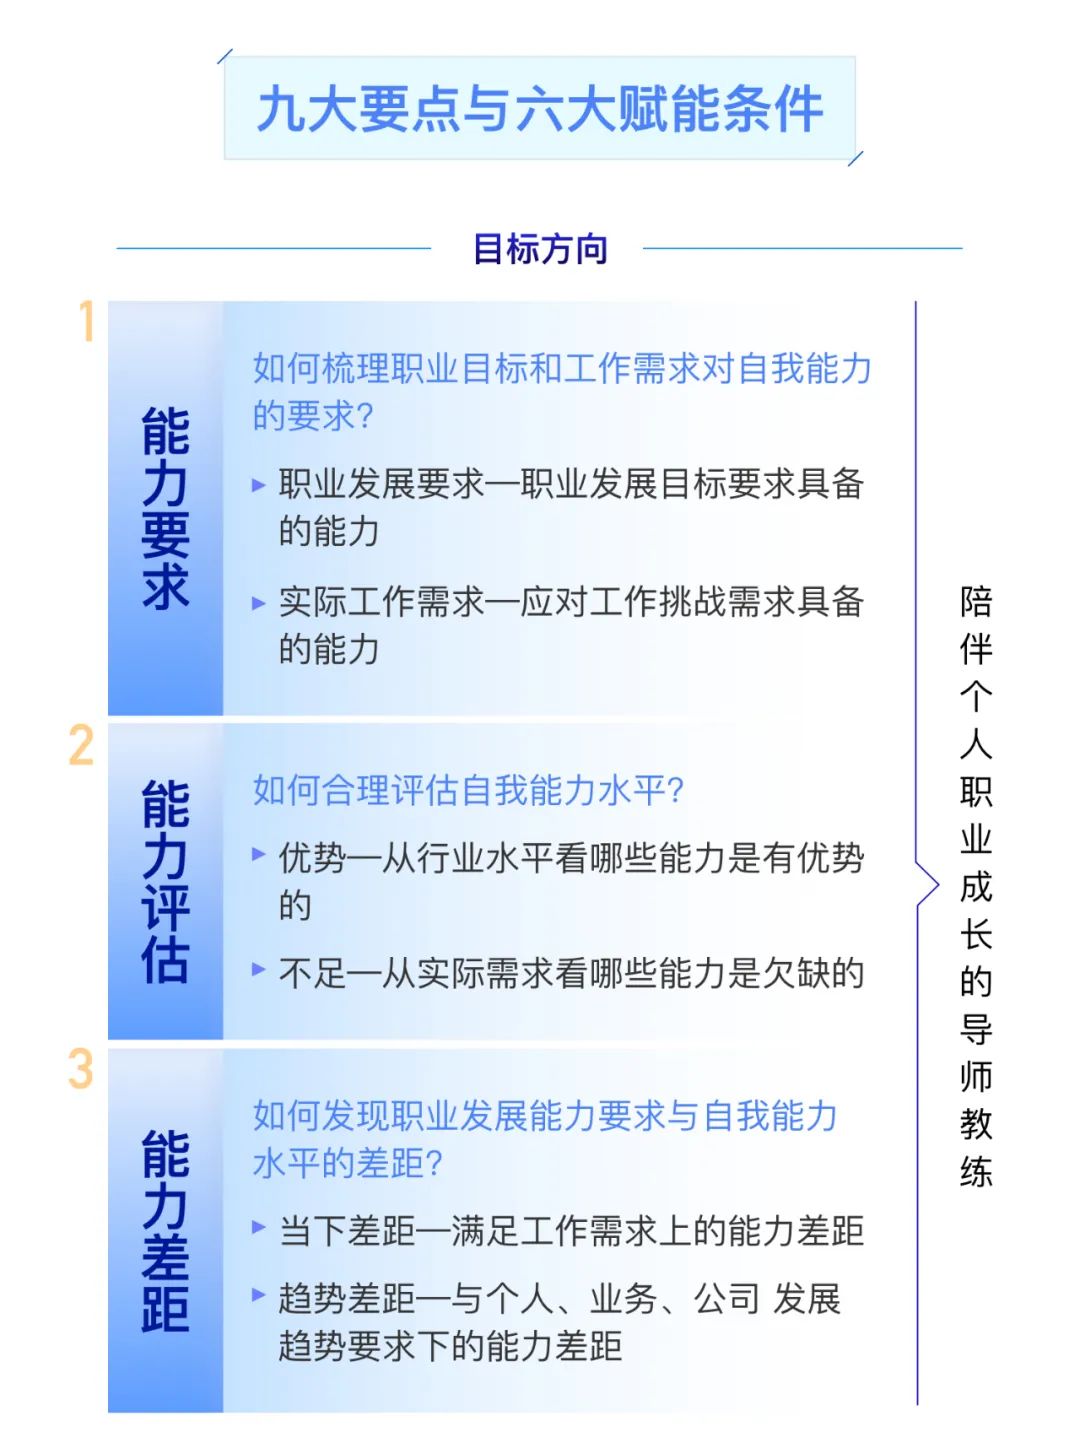 九大要点与六大赋能条件
目标方向
1
能力要求
如何梳理职业目标和工作需求对自我能力
的要求？
▸ 职业发展要求—职业发展目标要求具备
的能力
▸ 实际工作需求—应对工作挑战需求具备
的能力
2
能力评估
如何合理评估自我能力水平？
▸ 优势—从行业水平看哪些能力是有优势
的
▸ 不足—从实际需求看哪些能力是欠缺的
3
能力差距
如何发现职业发展能力要求与自我能力
水平的差距？
▸ 当下差距—满足工作需求上的能力差距
▸ 趋势差距—与个人、业务、公司 发展
趋势要求下的能力差距
陪伴个人职业成长的导师教练